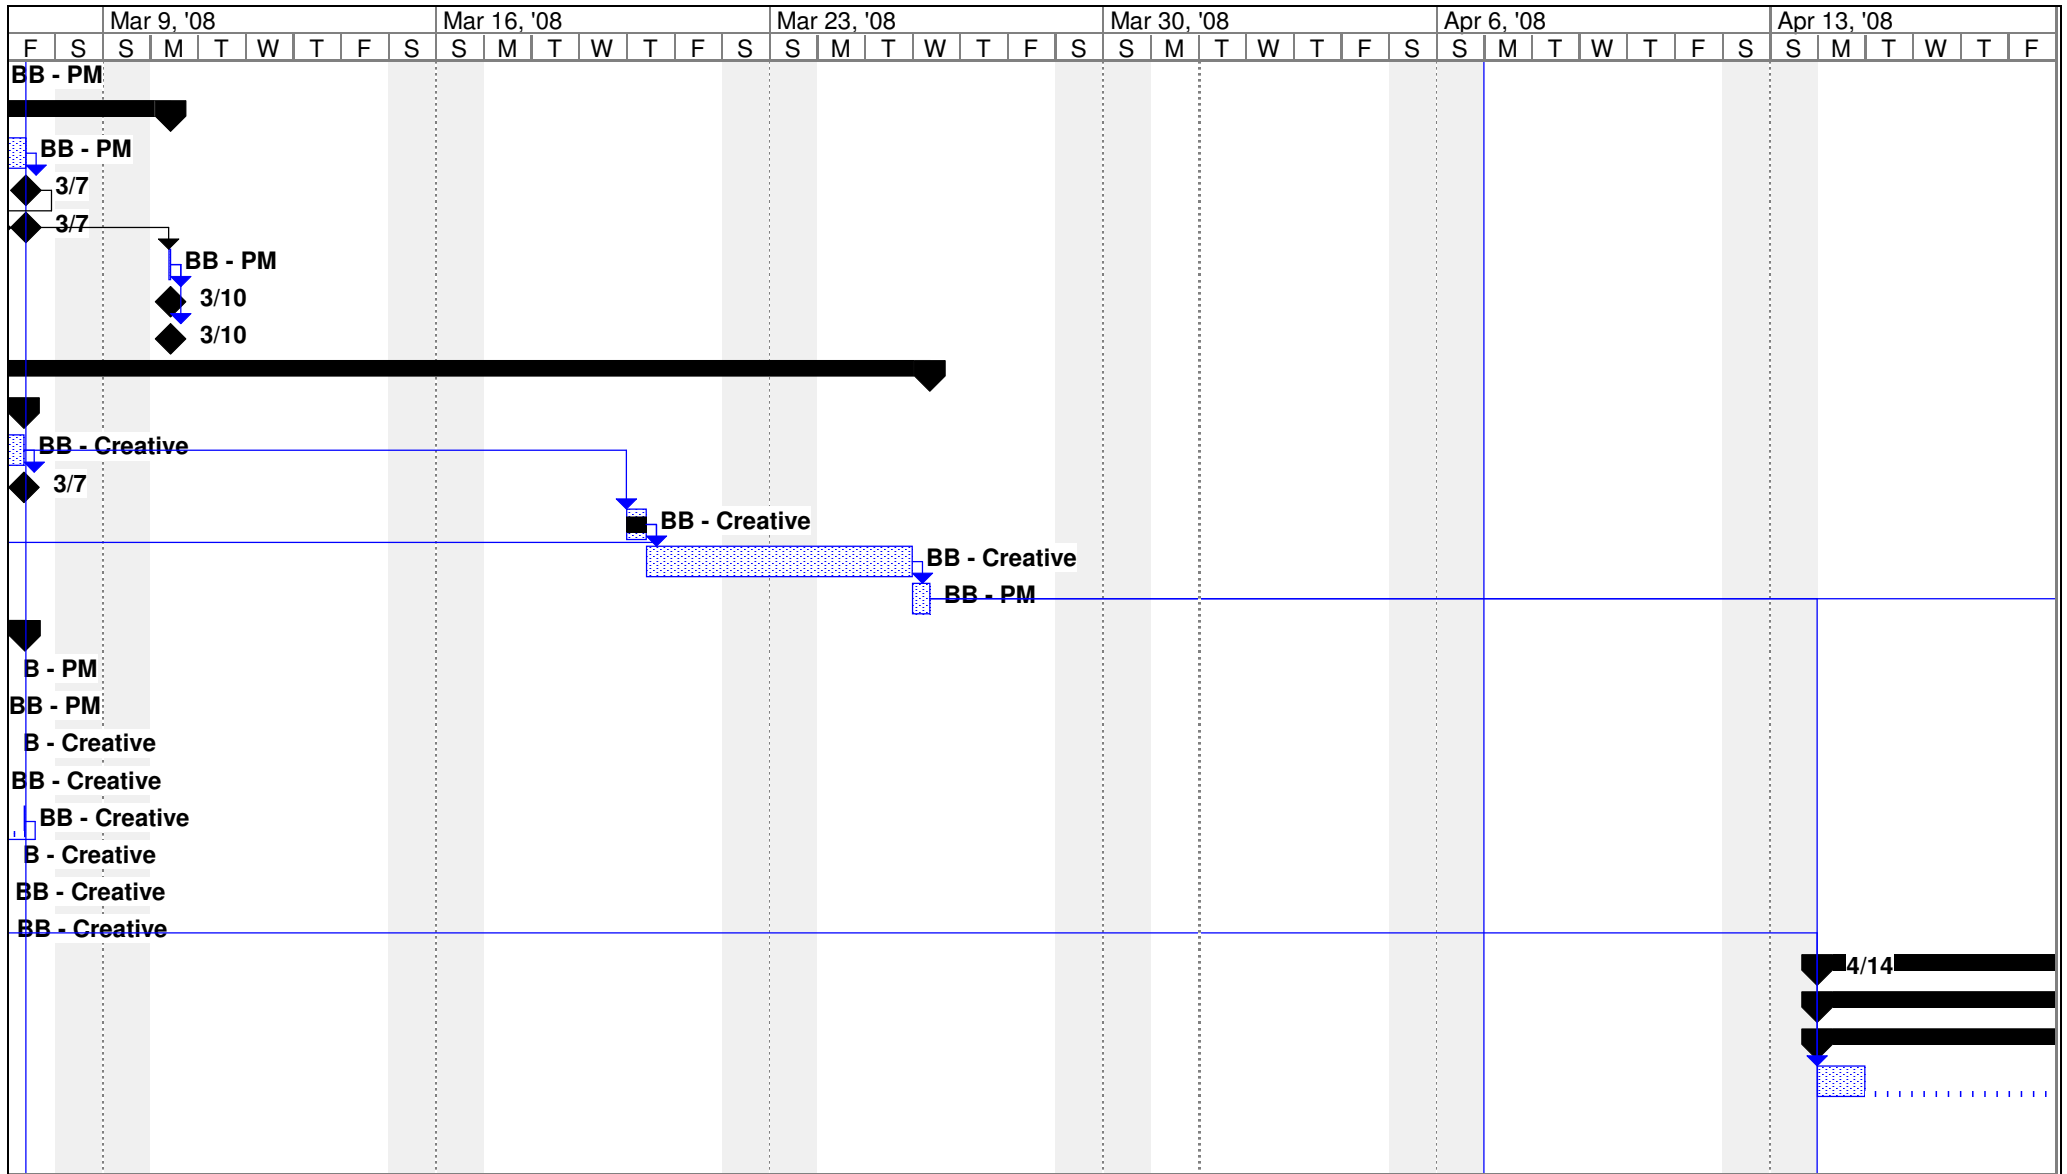 Mar 9, '08 Mar 16, '08 Mar 23, '08 Mar 30, '08 Apr 6, '08 Apr 13, '08
F S S M T W T F S S M T W T F S S M T W T F S S M T W T F S S M T W T F S S M T W T F
BB - PM
BB - PM
3/7
3/7
BB - PM
3/10
3/10
BB - Creative
3/7
BB - Creative
BB - Creative
BB - PM
B - PM
BB - PM
B - Creative
BB - Creative
BB - Creative
B - Creative
BB - Creative
BB - Creative
4/14